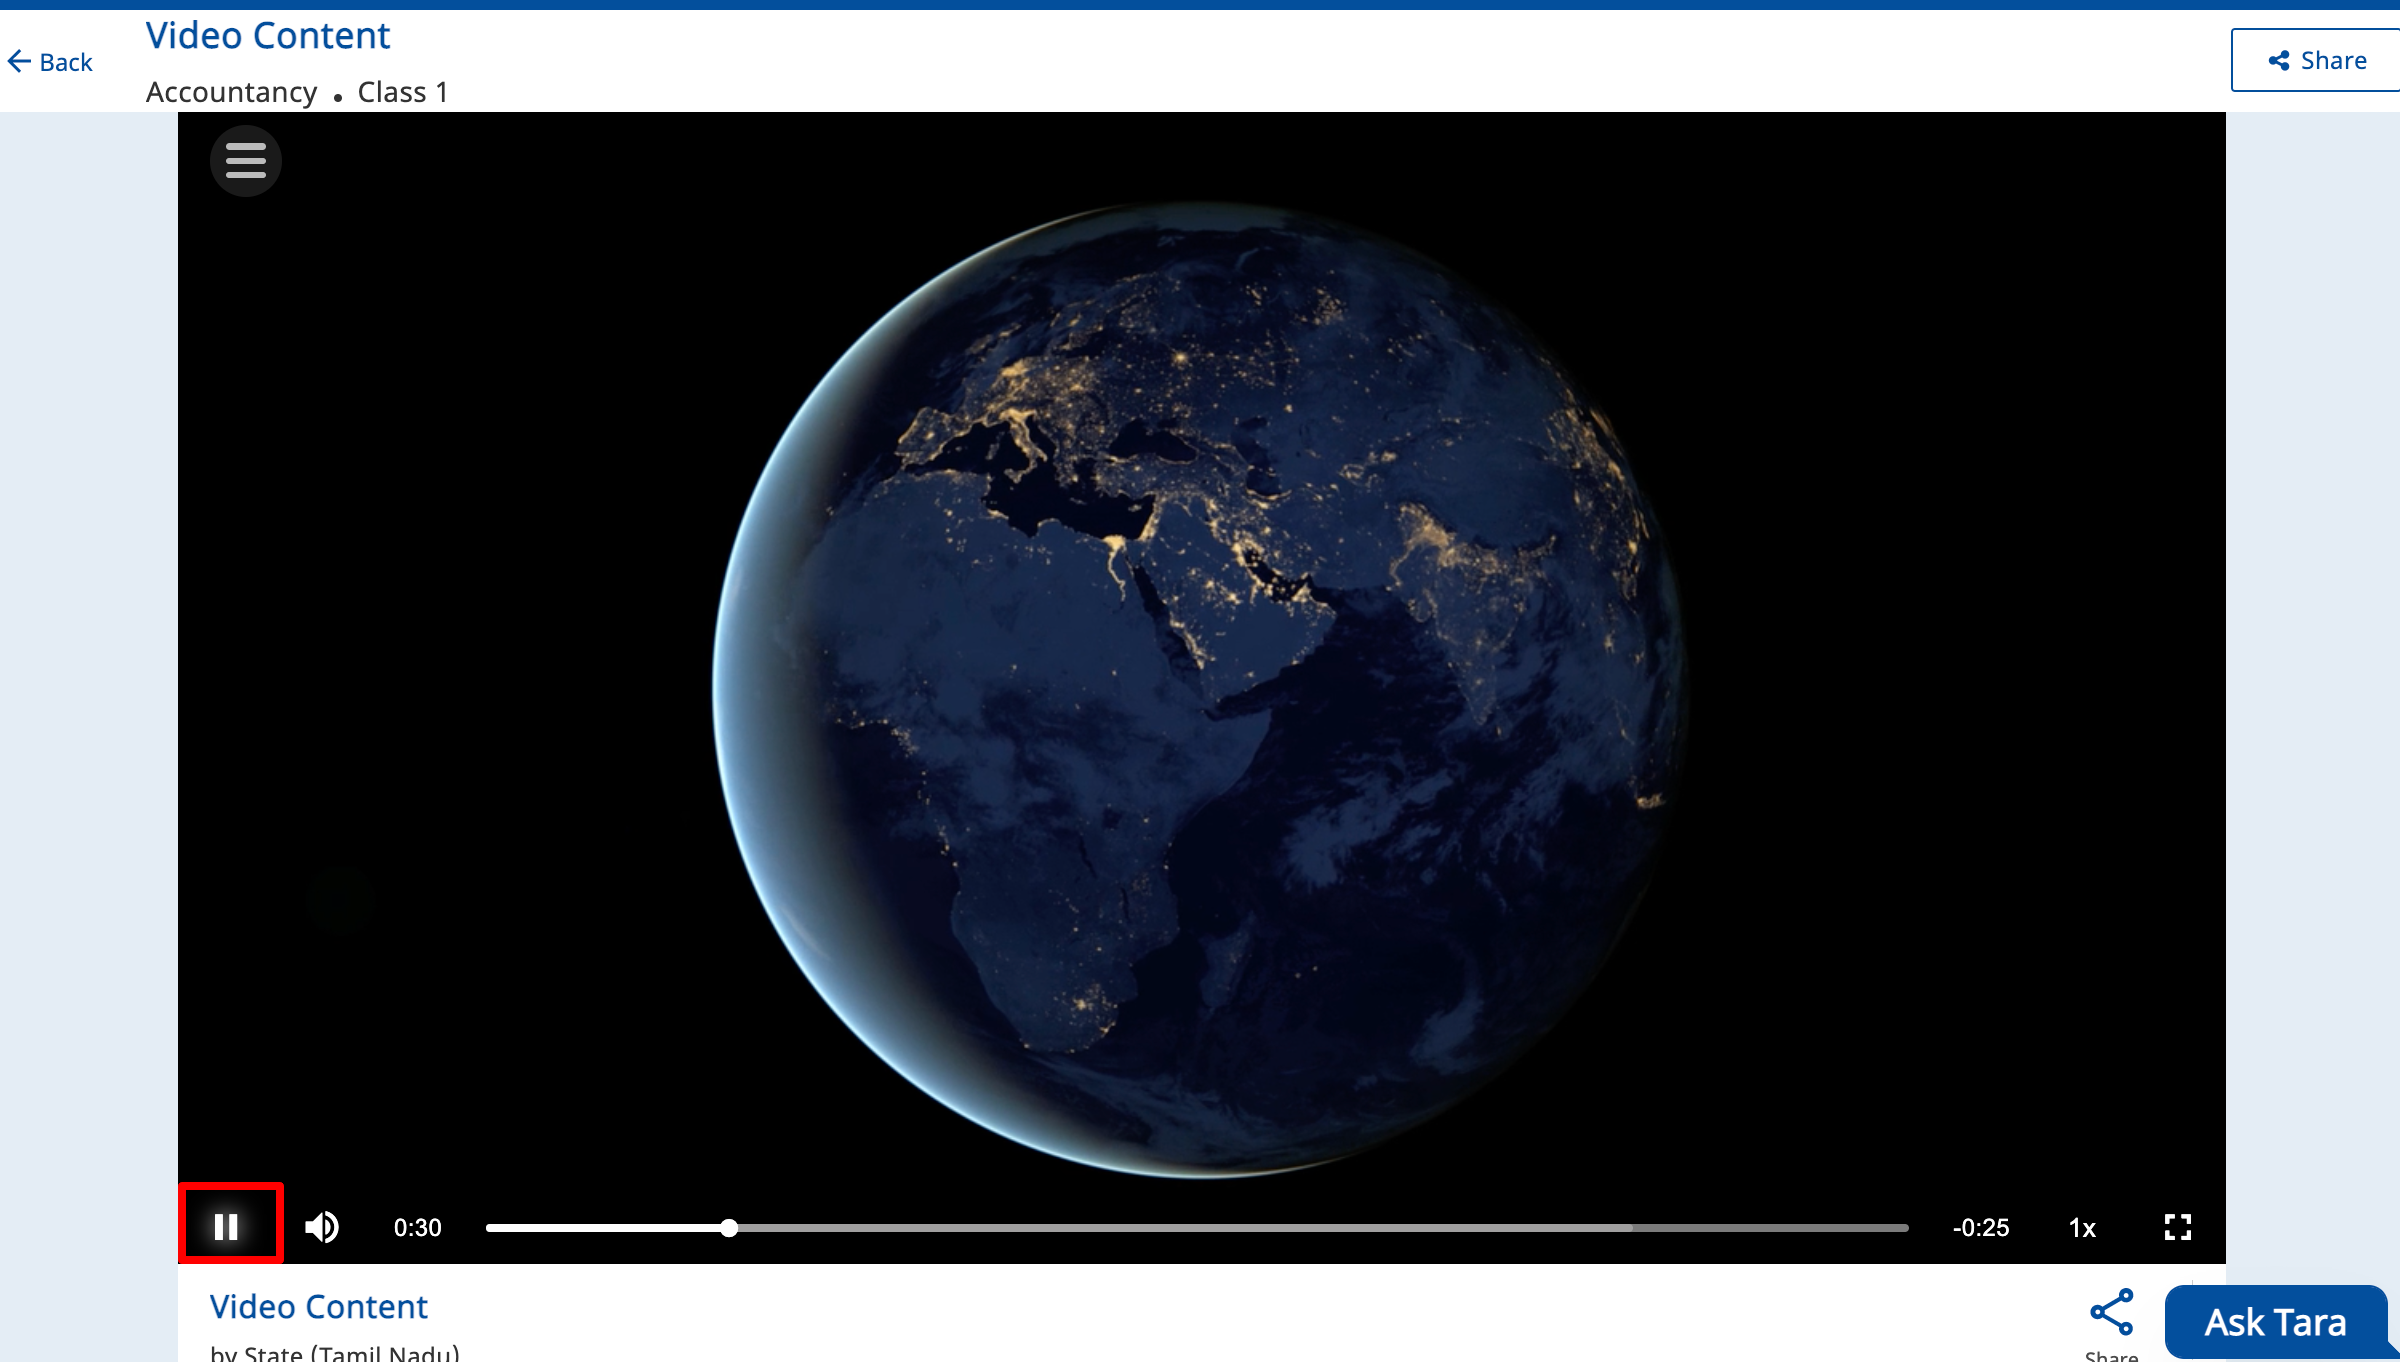 Back
Video Content
Accountancy • Class 1
Share
0:30
-0:25
1x
Video Content
by State (Tamil Nadu)
Share
Ask Tara